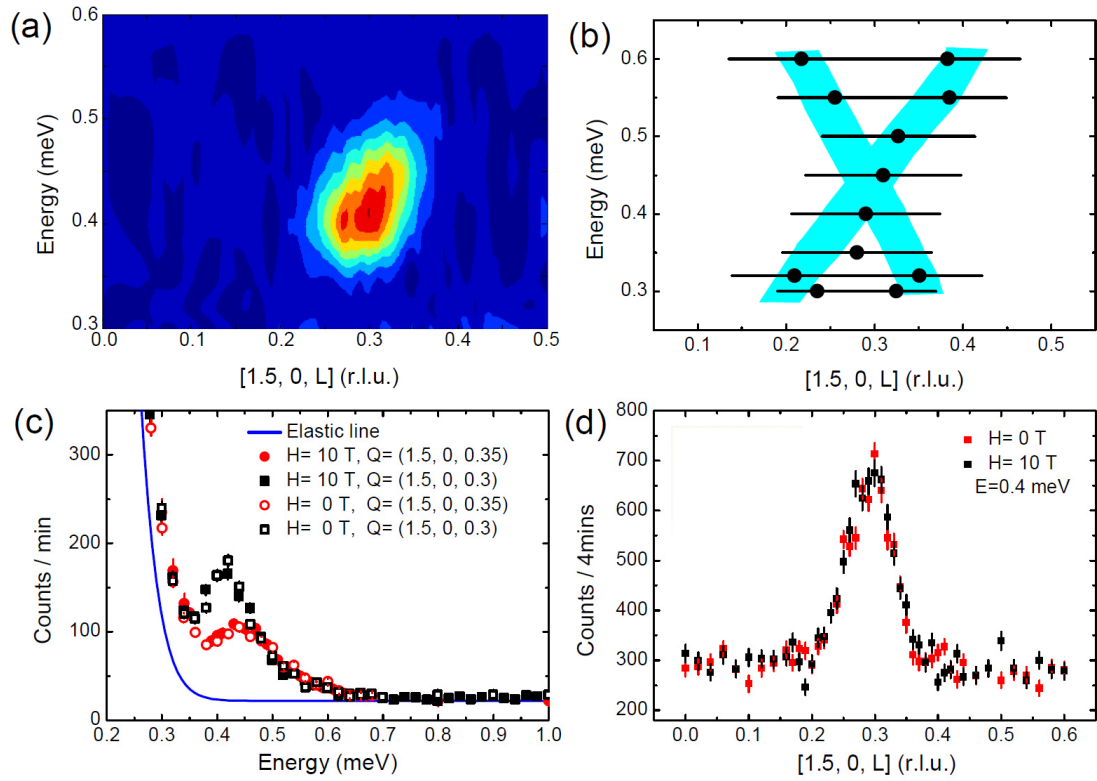 (a)
0.6
0.5
0.4
0.3
Energy (meV)
0.0 0.1 0.2 0.3 0.4 0.5
[1.5, 0, L] (r.l.u.)
(b)
0.6
0.5
0.4
0.3
Energy (meV)
0.1 0.2 0.3 0.4 0.5
[1.5, 0, L] (r.l.u.)
(c)
300
200
100
0
Counts / min
Elastic line
H= 10 T, Q= (1.5, 0, 0.35)
H= 10 T, Q= (1.5, 0, 0.3)
H= 0 T, Q= (1.5, 0, 0.35)
H= 0 T, Q= (1.5, 0, 0.3)
0.2 0.3 0.4 0.5 0.6 0.7 0.8 0.9 1.0
Energy (meV)
(d)
800
700
600
500
400
300
200
Counts / 4mins
H= 0 T
H= 10 T
E=0.4 meV
0.0 0.1 0.2 0.3 0.4 0.5 0.6
[1.5, 0, L] (r.l.u.)